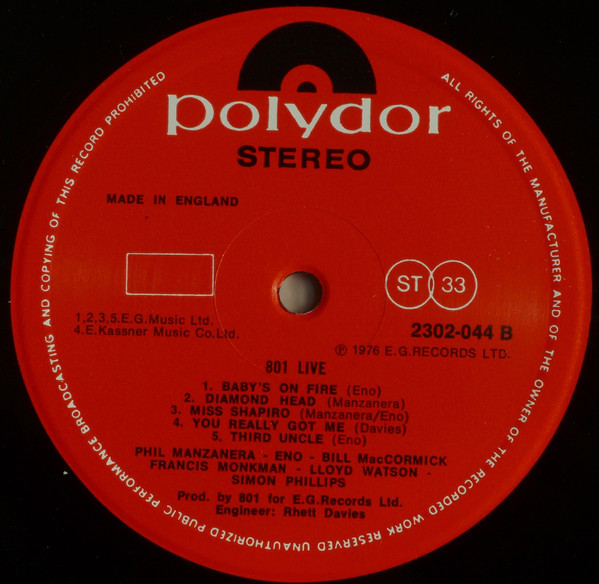 polydor
STEREO
ALL RIGHTS OF THE MANUFACTURER AND OF THE OWNER OF THE RECORDED WORK RESERVED UNAUTHORIZED PUBLIC PERFORMANCE BROADCASTING AND COPYING OF THIS RECORD PROHIBITED
MADE IN ENGLAND
ST 33
1,2,3,5.E.G.Music Ltd.
4.E.Kassner Music Co.Ltd.
2302-044 B
℗ 1976 E.G.RECORDS LTD.
801 LIVE
1. BABY'S ON FIRE (Eno)
2. DIAMOND HEAD (Manzanera)
3. MISS SHAPIRO (Manzanera/Eno)
4. YOU REALLY GOT ME (Davies)
5. THIRD UNCLE (Eno)
PHIL MANZANERA - ENO - BILL MacCORMICK
FRANCIS MONKMAN - LLOYD WATSON -
SIMON PHILLIPS
Prod. by 801 for E.G.Records Ltd.
Engineer: Rhett Davies